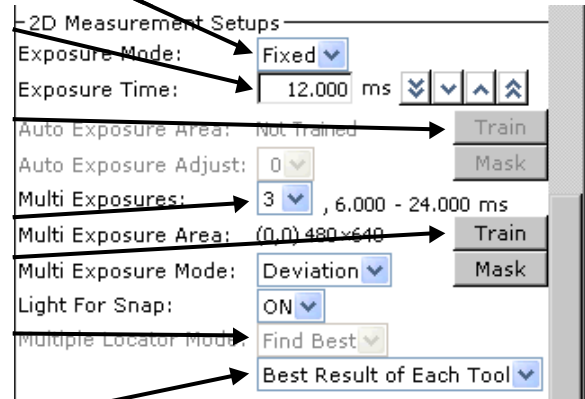 2D Measurement Setups
Exposure Mode: Fixed
Exposure Time: 12.000 ms
Auto Exposure Area: Not Trained Train
Auto Exposure Adjust: 0 Mask
Multi Exposures: 3 , 6.000 - 24.000 ms
Multi Exposure Area: (0,0) 480×640 Train
Multi Exposure Mode: Deviation Mask
Light For Snap: ON
Multiple Locator Mode: Find Best
Best Result of Each Tool